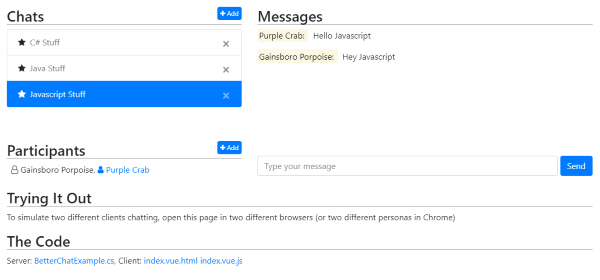 Chats
+ Add
C# Stuff
Java Stuff
Javascript Stuff
Messages
Purple Crab: Hello Javascript
Gainsboro Porpoise: Hey Javascript
Participants
+ Add
Gainsboro Porpoise, Purple Crab
Type your message
Send
Trying It Out
To simulate two different clients chatting, open this page in two different browsers (or two different personas in Chrome)
The Code
Server: BetterChatExample.cs, Client: index.vue.html index.vue.js